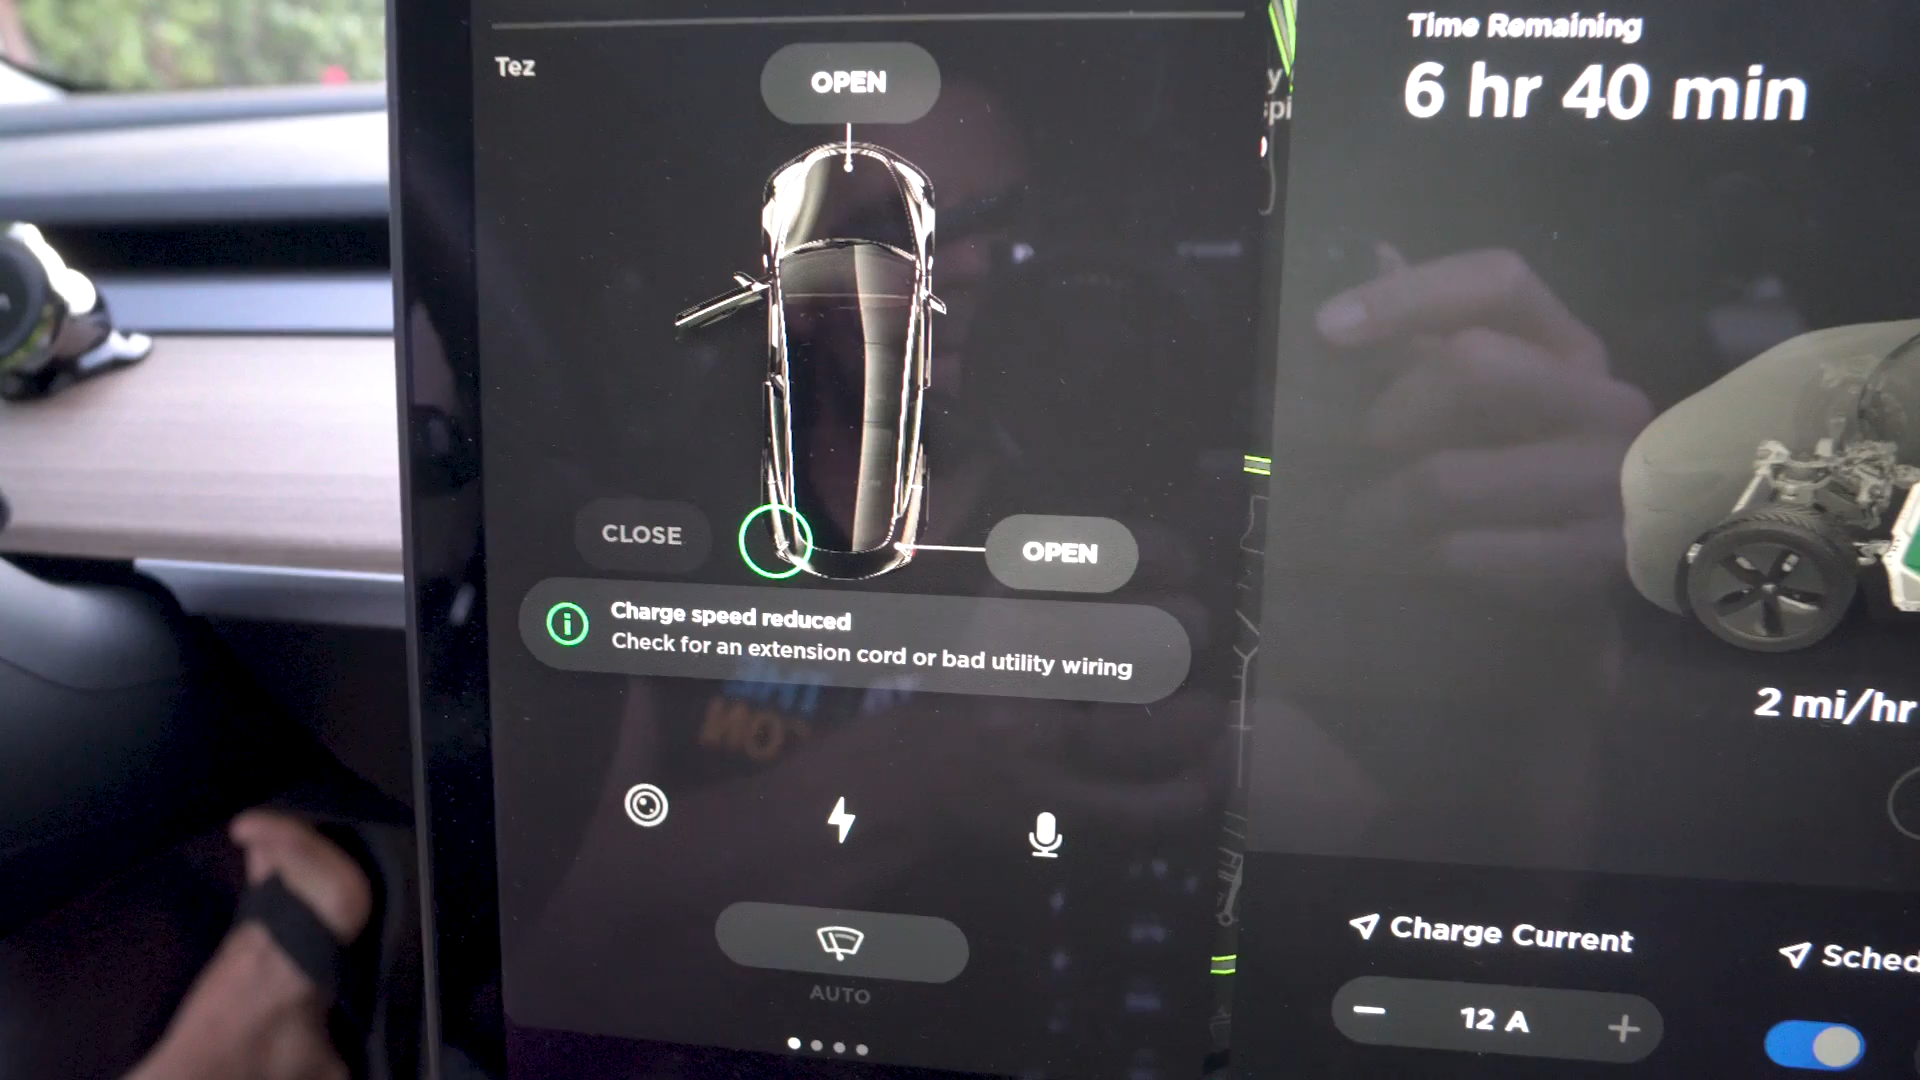 Tez
OPEN
CLOSE
OPEN
Charge speed reduced
Check for an extension cord or bad utility wiring
AUTO
Time Remaining
6 hr 40 min
2 mi/hr
Charge Current
12 A
Sched